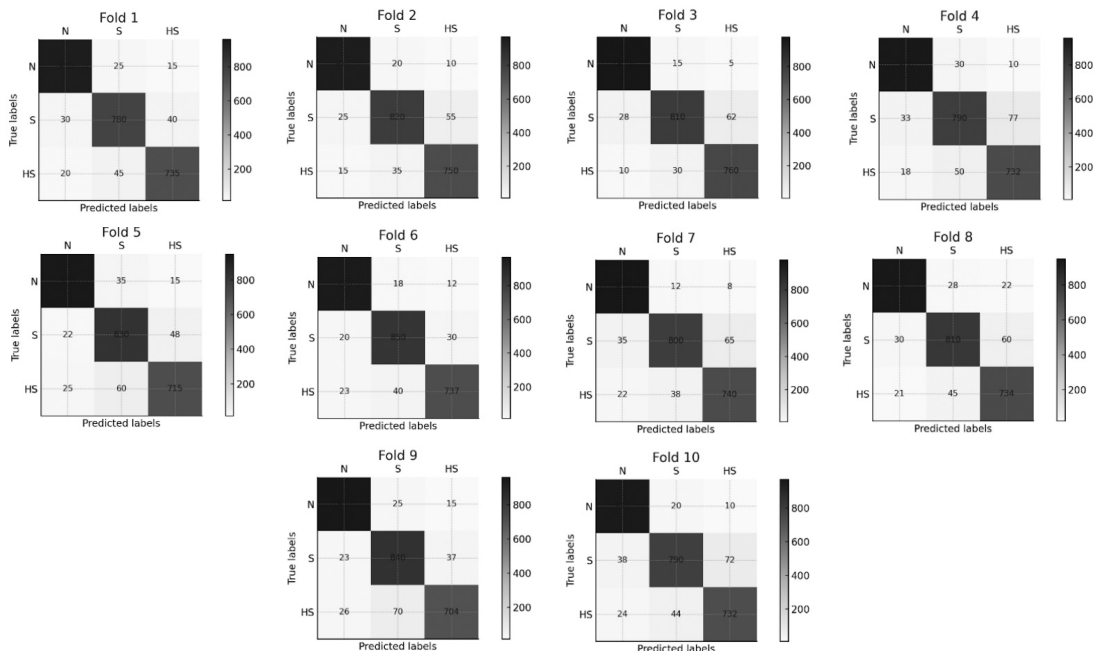 Fold 1
N S HS
N 25 15
True labels
S 30 780 40
HS 20 45 735
Predicted labels
800
600
400
200
Fold 2
N S HS
N 20 10
True labels
S 25 820 55
HS 15 35 750
Predicted labels
800
600
400
200
Fold 3
N S HS
N 15 5
True labels
S 28 810 62
HS 10 30 760
Predicted labels
800
600
400
200
Fold 4
N S HS
N 30 10
True labels
S 33 790 77
HS 18 50 732
Predicted labels
800
600
400
200
Fold 5
N S HS
N 35 15
True labels
S 22 830 48
HS 25 60 715
Predicted labels
800
600
400
200
Fold 6
N S HS
N 18 12
True labels
S 20 850 30
HS 23 40 737
Predicted labels
800
600
400
200
Fold 7
N S HS
N 12 8
True labels
S 35 800 65
HS 22 38 740
Predicted labels
800
600
400
200
Fold 8
N S HS
N 28 22
True labels
S 30 810 60
HS 21 45 734
Predicted labels
800
600
400
200
Fold 9
N S HS
N 25 15
True labels
S 23 840 37
HS 26 70 704
Predicted labels
800
600
400
200
Fold 10
N S HS
N 20 10
True labels
S 38 790 72
HS 24 44 732
Predicted labels
800
600
400
200